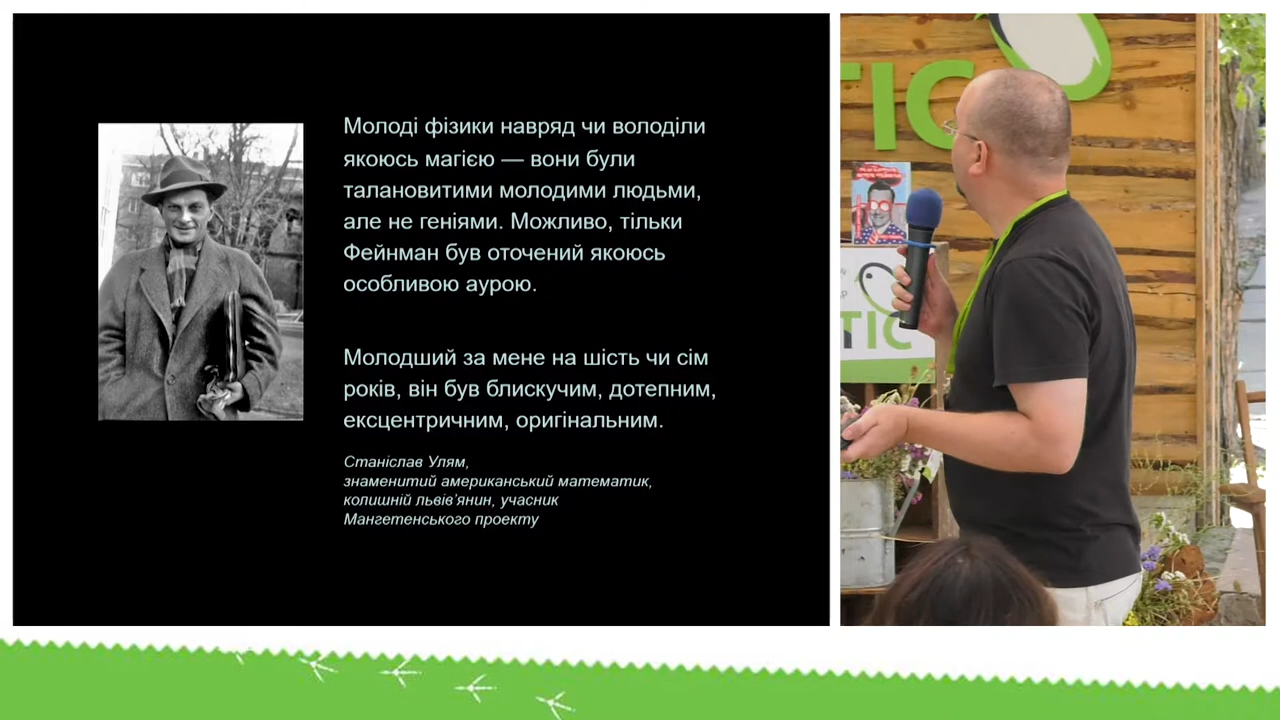 Молоді фізики навряд чи володіли
якоюсь магією — вони були
талановитими молодими людьми,
але не геніями. Можливо, тільки
Фейнман був оточений якоюсь
особливою аурою.
Молодший за мене на шість чи сім
років, він був блискучим, дотепним,
ексцентричним, оригінальним.
Станіслав Улям,
знаменитий американський математик,
колишній львів’янин, учасник
Мангетенського проекту
TIC
TIC